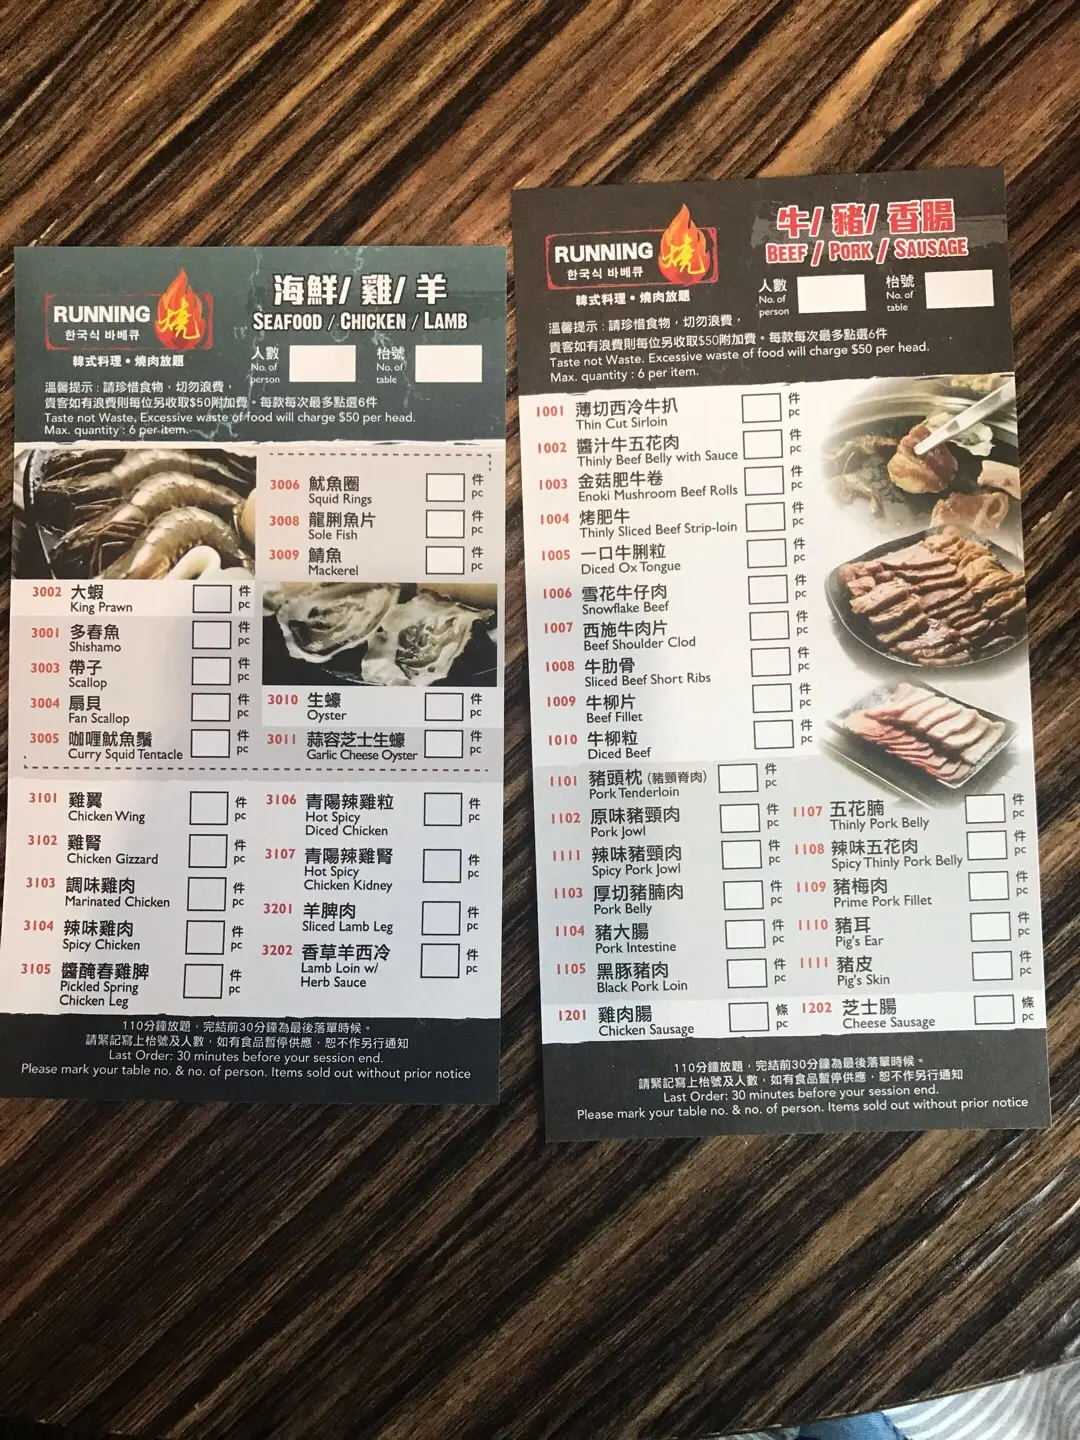 RUNNING 燒
한국식 바베큐
韓式料理•燒肉放題
海鮮/ 雞/ 羊
SEAFOOD / CHICKEN / LAMB
人數
No. of
person
枱號
No. of
table
溫馨提示 : 請珍惜食物，切勿浪費，
貴客如有浪費則每位另收取$50附加費。每款每次最多點選6件
Taste not Waste, Excessive waste of food will charge $50 per head.
Max. quantity : 6 per item.
3006 魷魚圈 件
Squid Rings pc
3008 龍脷魚片 件
Sole Fish pc
3009 鯖魚 件
Mackerel pc
3002 大蝦 件
King Prawn pc
3001 多春魚 件
Shishamo pc
3003 帶子 件
Scallop pc
3004 扇貝 件
Fan Scallop pc
3005 咖喱魷魚鬚 件
Curry Squid Tentacle pc
3010 生蠔 件
Oyster pc
3011 蒜容芝士生蠔 件
Garlic Cheese Oyster pc
3101 雞翼 件
Chicken Wing pc
3102 雞腎 件
Chicken Gizzard pc
3103 調味雞肉 件
Marinated Chicken pc
3104 辣味雞肉 件
Spicy Chicken pc
3105 醬醃春雞脾 件
Pickled Spring pc
Chicken Leg
3106 青陽辣雞粒 件
Hot Spicy pc
Diced Chicken
3107 青陽辣雞腎 件
Hot Spicy pc
Chicken Kidney
3201 羊脾肉 件
Sliced Lamb Leg pc
3202 香草羊西冷 件
Lamb Loin w/ pc
Herb Sauce
110分鐘放題，完結前30分鐘為最後落單時候。
請緊記寫上枱號及人數，如有食品暫停供應，恕不作另行通知
Last Order: 30 minutes before your session end.
Please mark your table no. & no. of person. Items sold out without prior notice
RUNNING 燒
한국식 바베큐
韓式料理•燒肉放題
牛/ 豬/ 香腸
BEEF / PORK / SAUSAGE
人數
No. of
person
枱號
No. of
table
溫馨提示 : 請珍惜食物，切勿浪費，
貴客如有浪費則每位另收取$50附加費。每款每次最多點選6件
Taste not Waste. Excessive waste of food will charge $50 per head.
Max. quantity : 6 per item.
1001 薄切西冷牛扒 件
Thin Cut Sirloin pc
1002 醬汁牛五花肉 件
Thinly Beef Belly with Sauce pc
1003 金菇肥牛卷 件
Enoki Mushroom Beef Rolls pc
1004 烤肥牛 件
Thinly Sliced Beef Strip-loin pc
1005 一口牛脷粒 件
Diced Ox Tongue pc
1006 雪花牛仔肉 件
Snowflake Beef pc
1007 西施牛肉片 件
Beef Shoulder Clod pc
1008 牛肋骨 件
Sliced Beef Short Ribs pc
1009 牛柳片 件
Beef Fillet pc
1010 牛柳粒 件
Diced Beef pc
1101 豬頭枕 (豬頸脊肉) 件
Pork Tenderloin pc
1102 原味豬頸肉 件
Pork Jowl pc
1111 辣味豬頸肉 件
Spicy Pork Jowl pc
1103 厚切豬腩肉 件
Pork Belly pc
1104 豬大腸 件
Pork Intestine pc
1105 黑豚豬肉 件
Black Pork Loin pc
1107 五花腩 件
Thinly Pork Belly pc
1108 辣味五花肉 件
Spicy Thinly Pork Belly pc
1109 豬梅肉 件
Prime Pork Fillet pc
1110 豬耳 件
Pig's Ear pc
1111 豬皮 件
Pig's Skin pc
1201 雞肉腸 條
Chicken Sausage pc
1202 芝士腸 條
Cheese Sausage pc
110分鐘放題，完結前30分鐘為最後落單時候。
請緊記寫上枱號及人數，如有食品暫停供應，恕不作另行通知
Last Order: 30 minutes before your session end.
Please mark your table no. & no. of person. Items sold out without prior notice